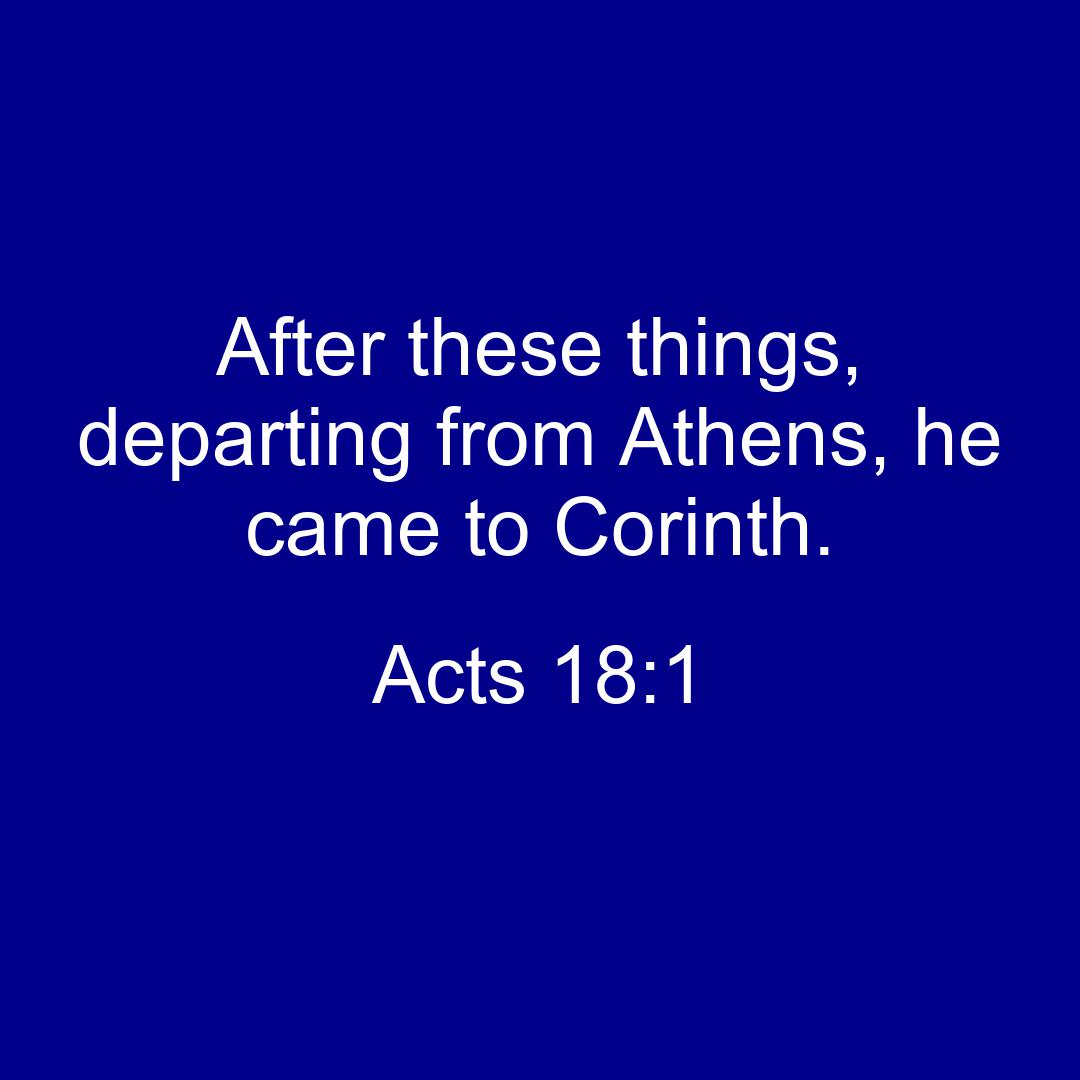 After these things,
departing from Athens, he
came to Corinth.
Acts 18:1